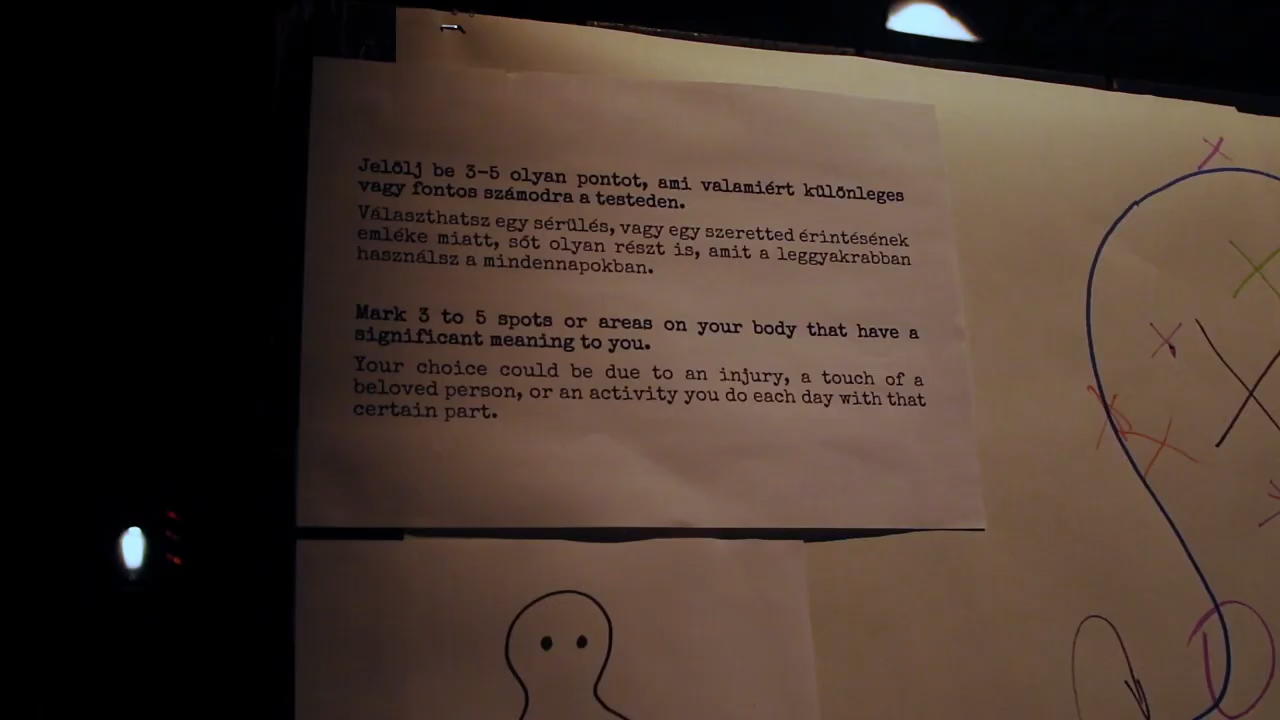 Jelölj be 3-5 olyan pontot, ami valamiért különleges
vagy fontos számodra a testeden.
Választhatsz egy sérülés, vagy egy szeretted érintésének
emléke miatt, sőt olyan részt is, amit a leggyakrabban
használsz a mindennapokban.
Mark 3 to 5 spots or areas on your body that have a
significant meaning to you.
Your choice could be due to an injury, a touch of a
beloved person, or an activity you do each day with that
certain part.